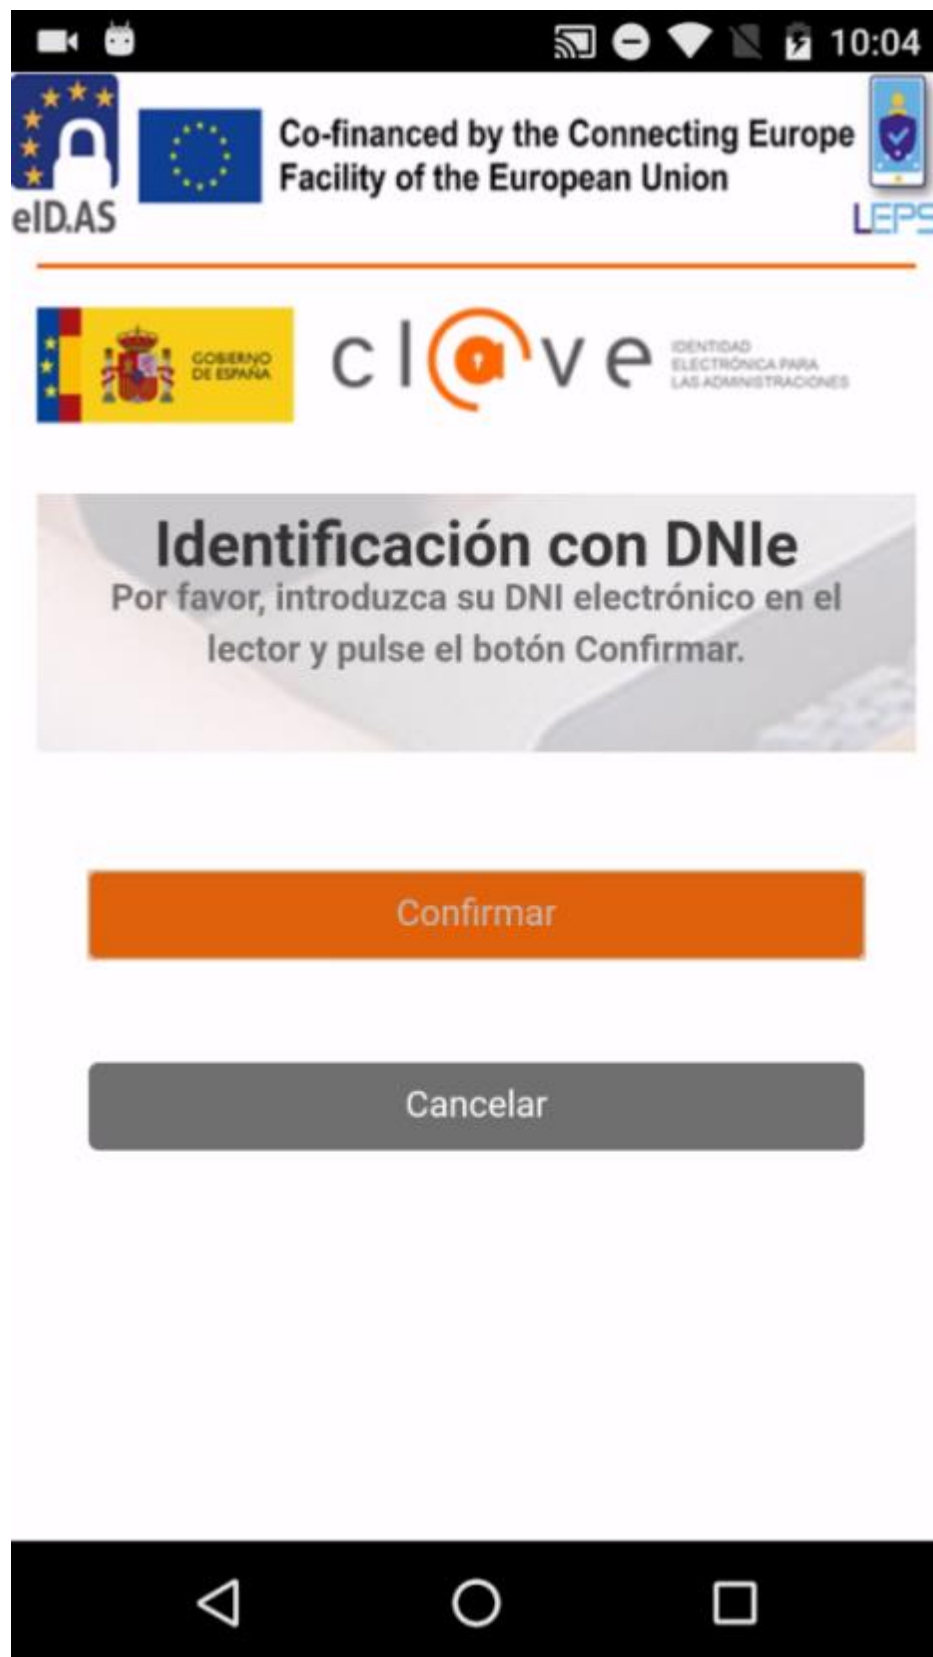 10:04
Co-financed by the Connecting Europe
Facility of the European Union
eID.AS
LEPS
GOBIERNO
DE ESPAÑA
cl@ve
IDENTIDAD
ELECTRÓNICA PARA
LAS ADMINISTRACIONES
Identificación con DNIe
Por favor, introduzca su DNI electrónico en el
lector y pulse el botón Confirmar.
Confirmar
Cancelar